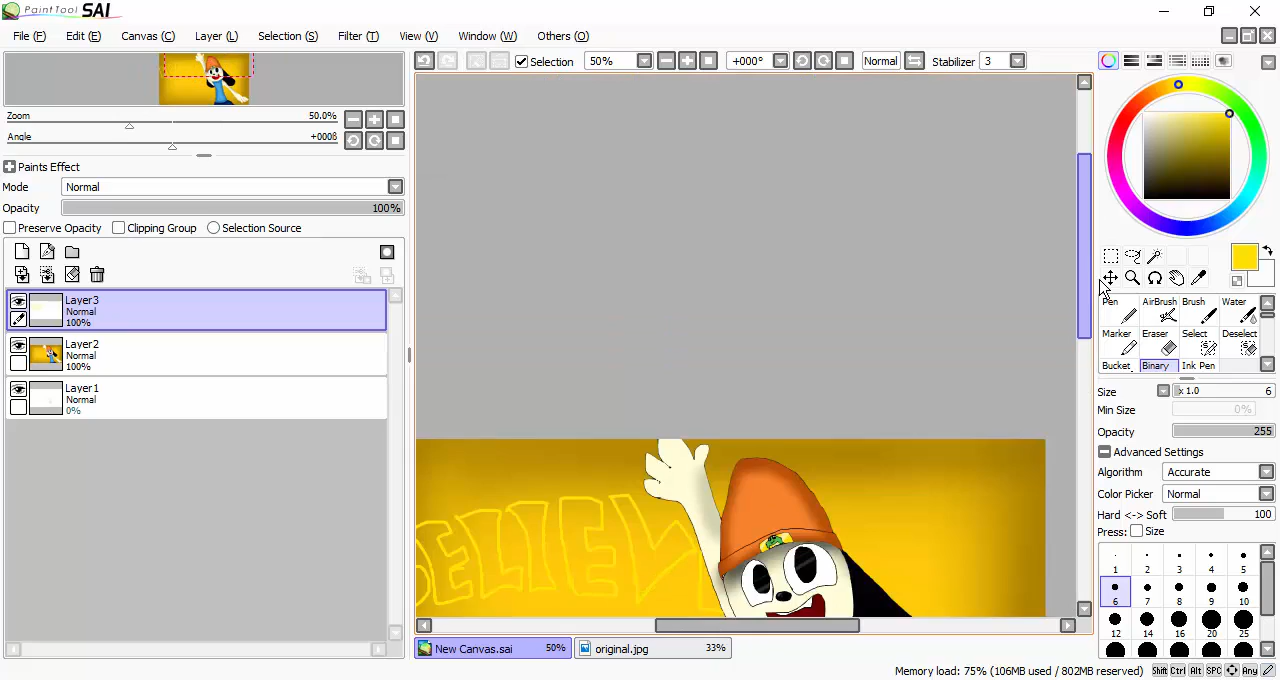 PaintTool SAI
File (F) Edit (E) Canvas (C) Layer (L) Selection (S) Filter (T) View (V) Window (W) Others (O)
Selection 50% +000° Normal Stabilizer 3
Zoom 50.0%
Angle +000ß
Paints Effect
Mode Normal
Opacity 100%
Preserve Opacity Clipping Group Selection Source
Layer3
Normal
100%
Layer2
Normal
100%
Layer1
Normal
0%
ELIEV
Pen AirBrush Brush Water
Marker Eraser Select Deselect
Bucket Binary Ink Pen
Size x 1.0 6
Min Size 0%
Opacity 255
Advanced Settings
Algorithm Accurate
Color Picker Normal
Hard <-> Soft 100
Press: Size
1 2 3 4 5
6 7 8 9 10
12 14 16 20 25
New Canvas.sai 50% original.jpg 33%
Memory load: 75% (106MB used / 802MB reserved) Shift Ctrl Alt SPC Any